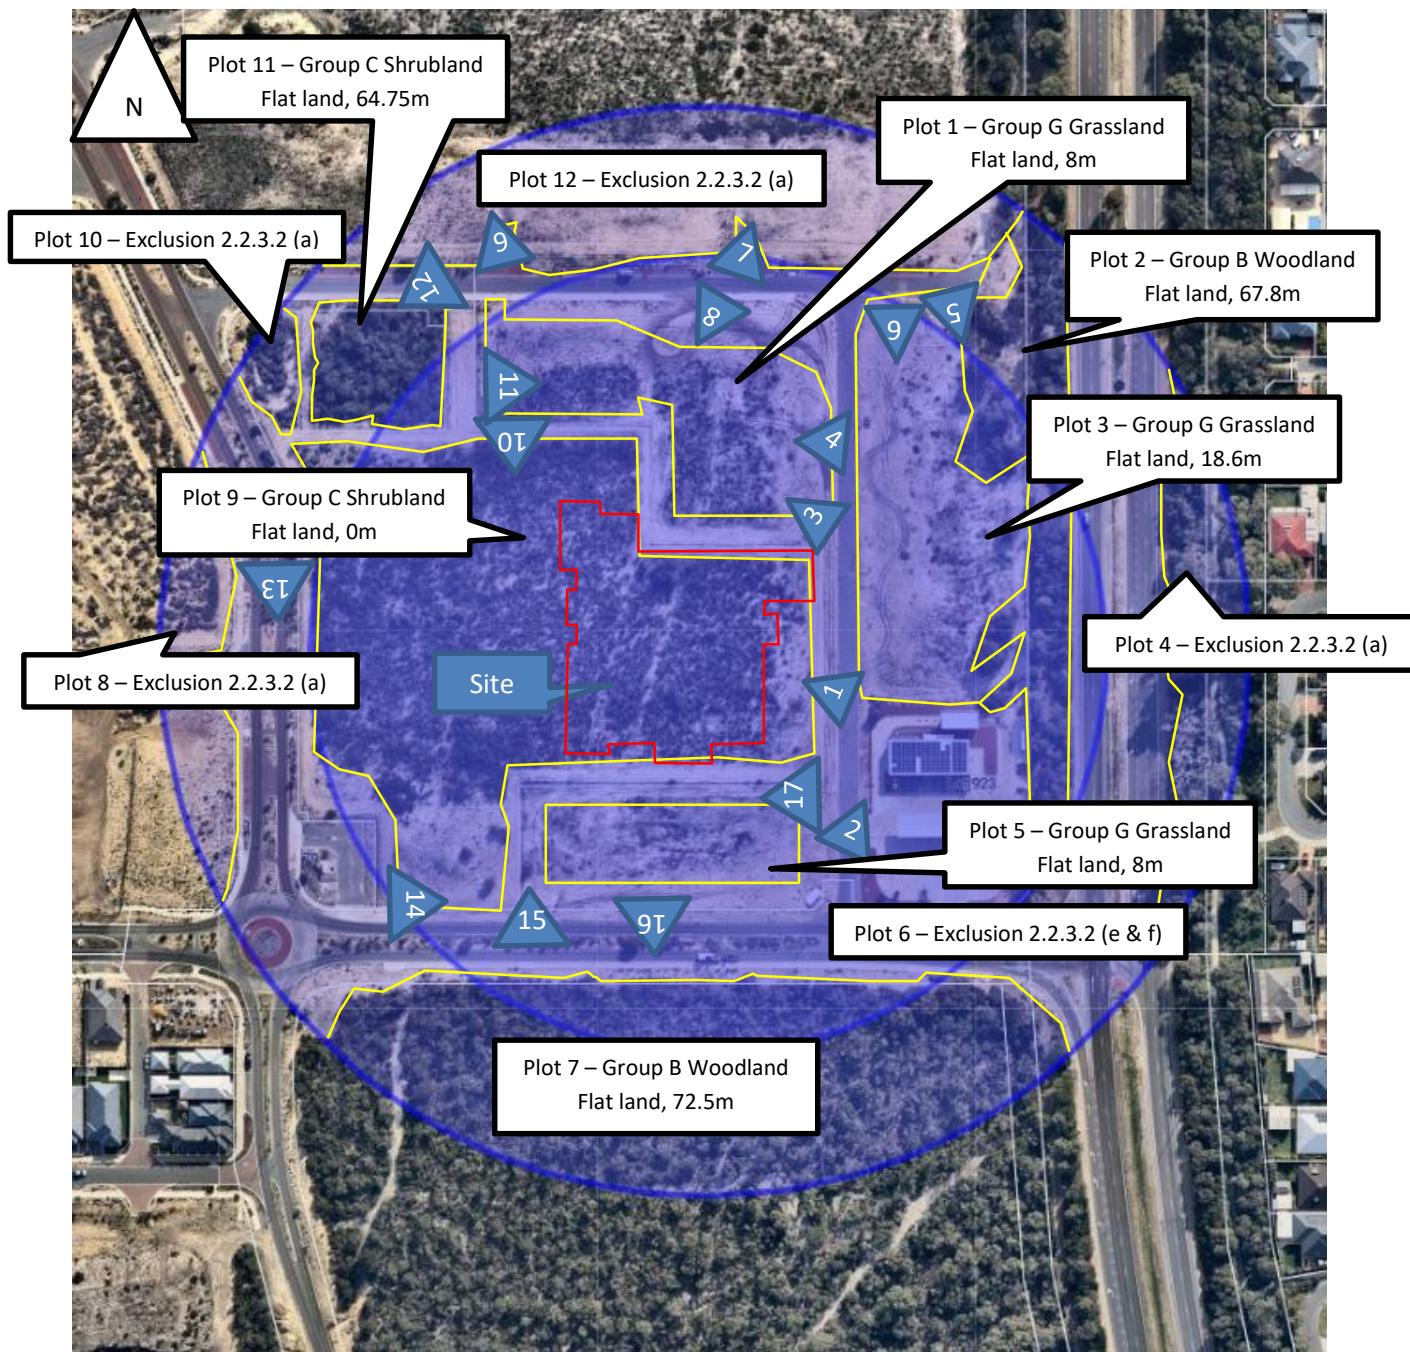 N
Plot 11 – Group C Shrubland
Flat land, 64.75m
Plot 1 – Group G Grassland
Flat land, 8m
Plot 12 – Exclusion 2.2.3.2 (a)
Plot 10 – Exclusion 2.2.3.2 (a)
Plot 2 – Group B Woodland
Flat land, 67.8m
9
7
12
8
6
5
11
10
4
3
Plot 3 – Group G Grassland
Flat land, 18.6m
Plot 9 – Group C Shrubland
Flat land, 0m
13
Plot 4 – Exclusion 2.2.3.2 (a)
Plot 8 – Exclusion 2.2.3.2 (a)
Site
1
923
17
2
Plot 5 – Group G Grassland
Flat land, 8m
14
15
16
Plot 6 – Exclusion 2.2.3.2 (e & f)
Plot 7 – Group B Woodland
Flat land, 72.5m